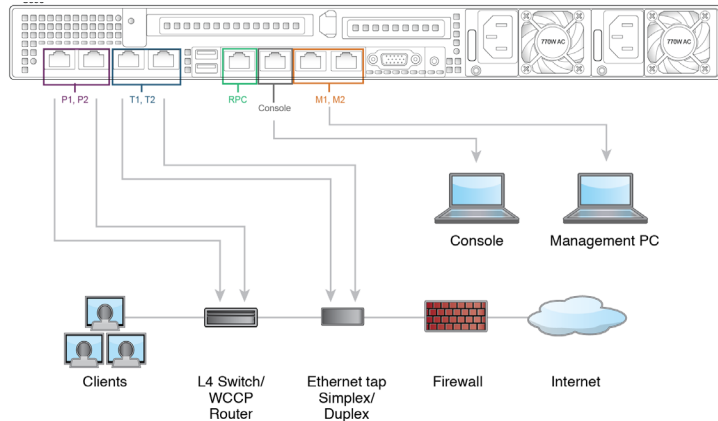 770W AC
770W AC
P1, P2
T1, T2
RPC
Console
M1, M2
Console
Management PC
Clients
L4 Switch/
WCCP
Router
Ethernet tap
Simplex/
Duplex
Firewall
Internet